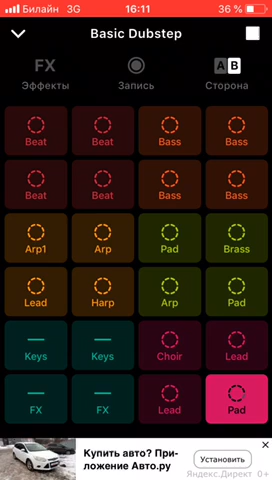 Билайн 3G 16:11 36 %
Basic Dubstep
FX A B
Эффекты Запись Сторона
Beat Beat Bass Bass
Beat Beat Bass Bass
Arp1 Arp Pad Brass
Lead Harp Arp Pad
Keys Keys Choir Lead
FX FX Lead Pad
Купить авто? При-
ложение Авто.ру
Установить
Яндекс.Директ 0+